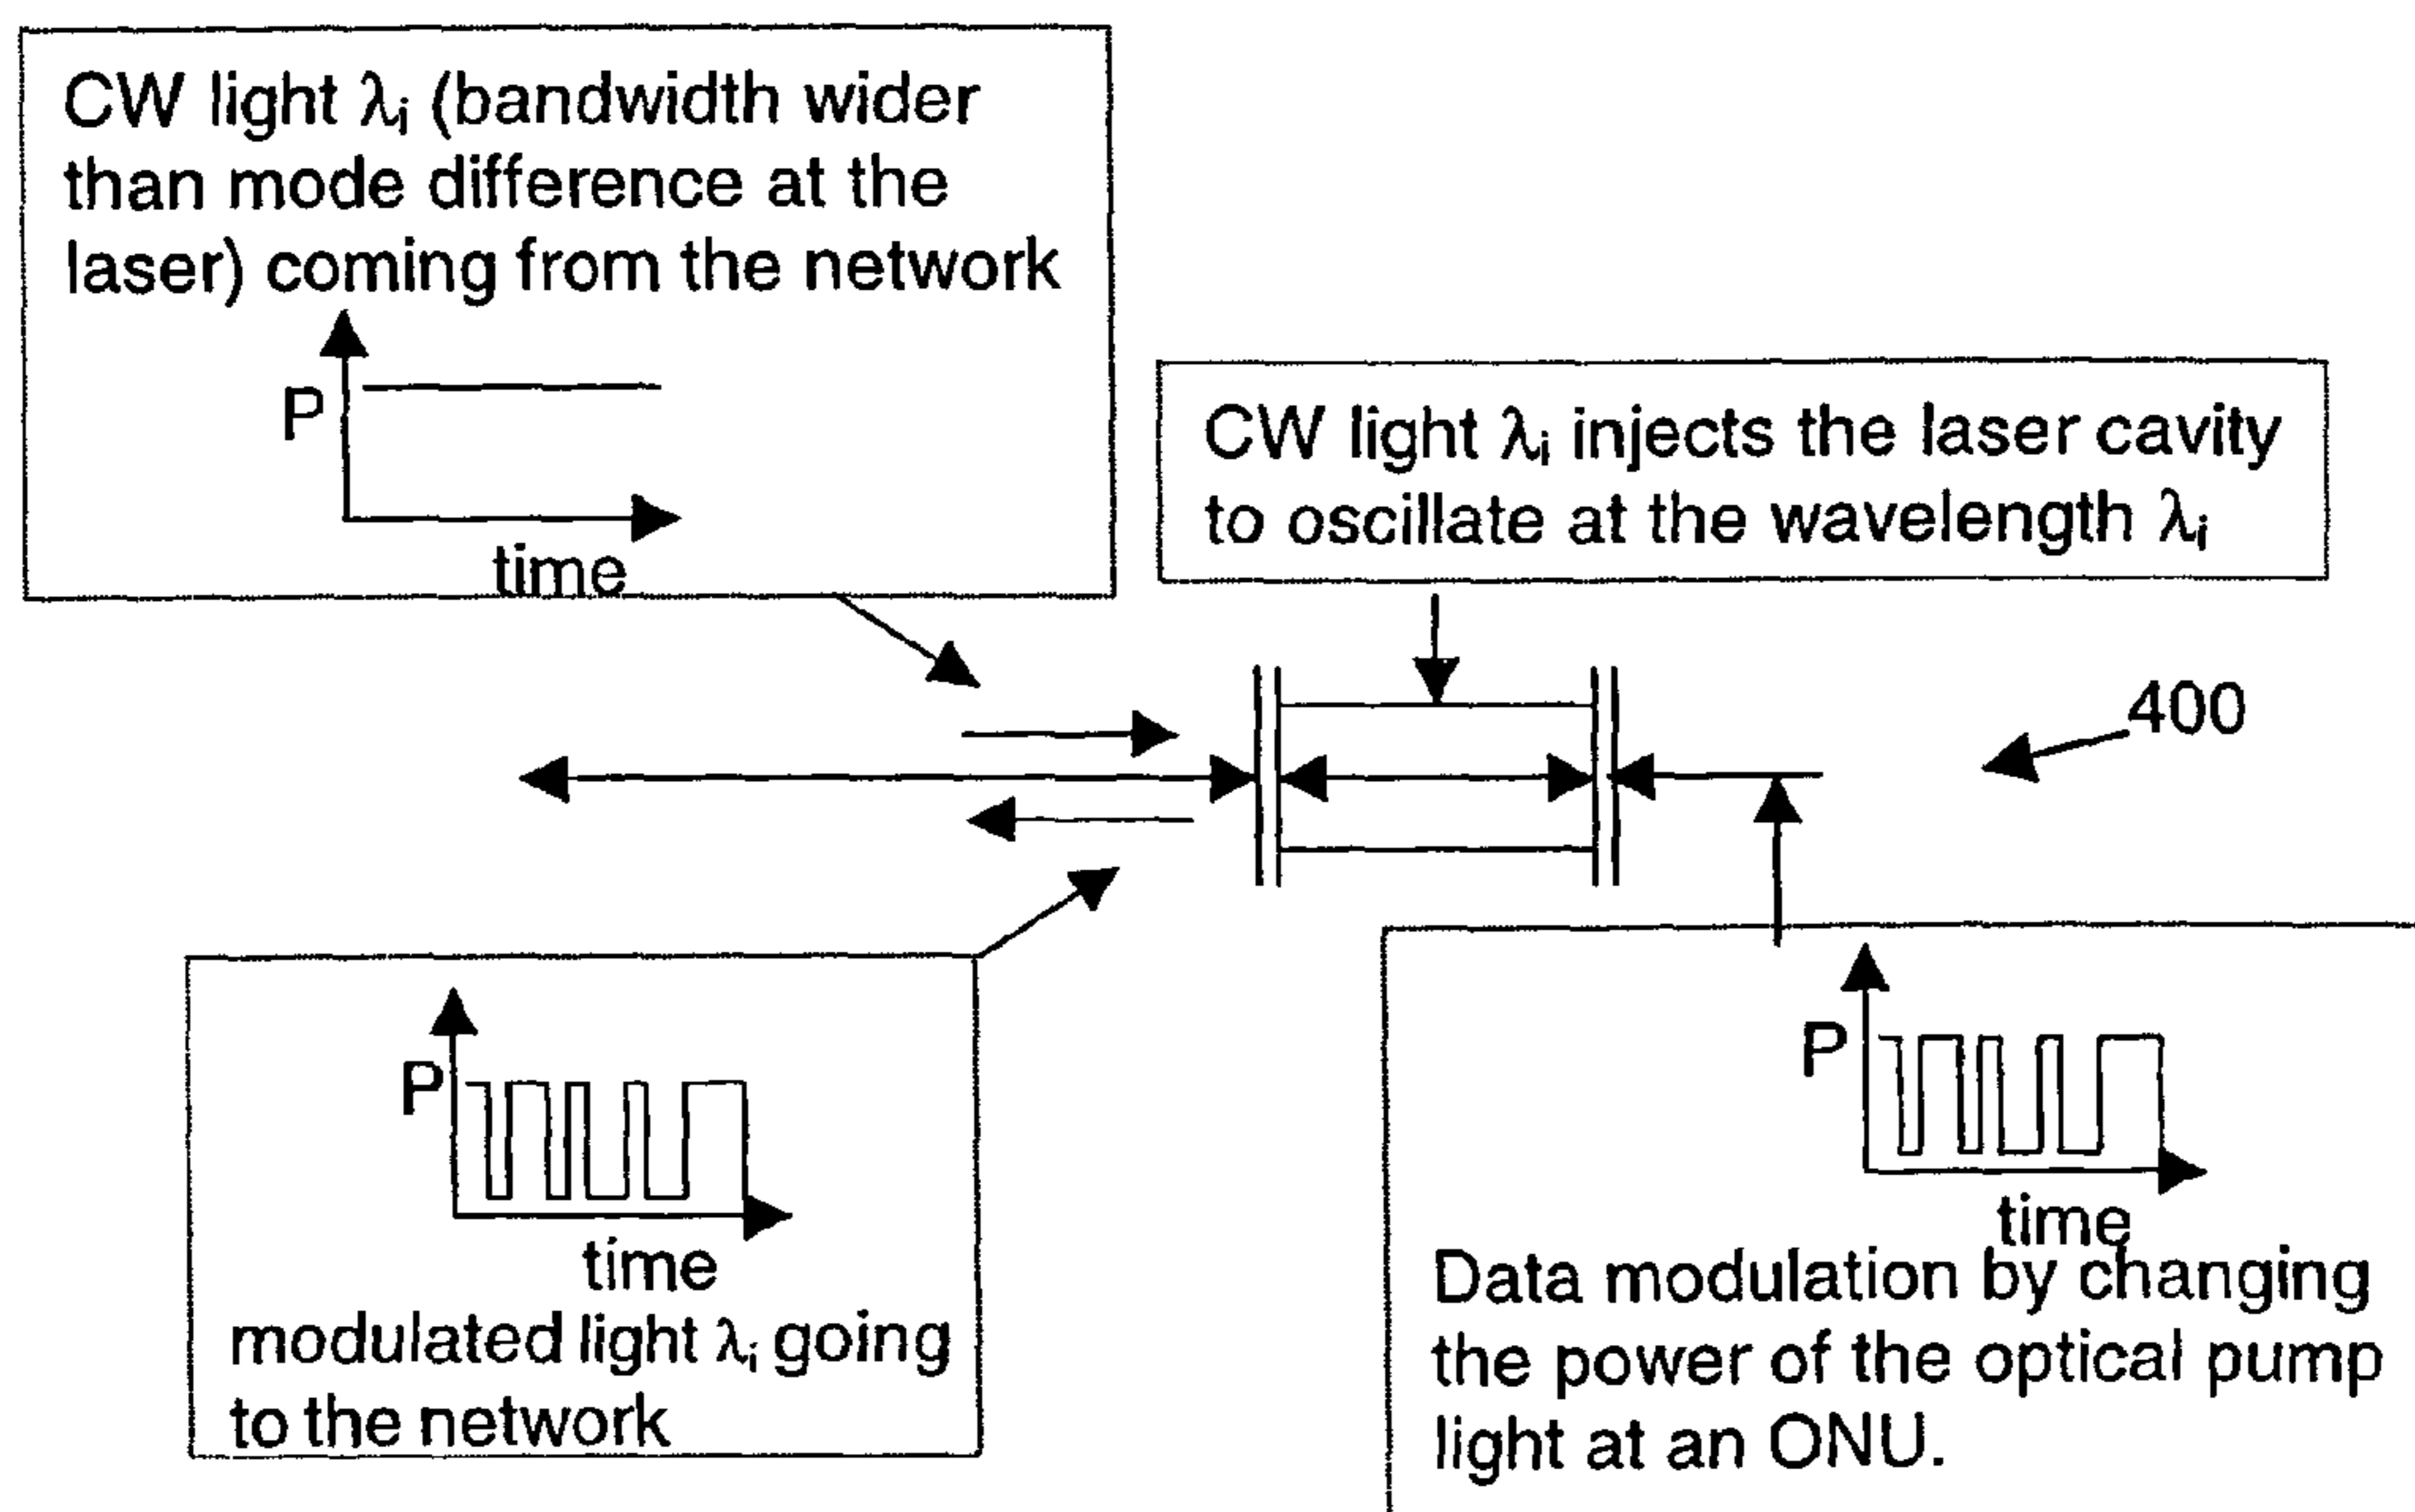 CW light λi (bandwidth wider
than mode difference at the
laser) coming from the network
P
time
CW light λi injects the laser cavity
to oscillate at the wavelength λi
400
P
time
modulated light λi going
to the network
P
time
Data modulation by changing
the power of the optical pump
light at an ONU.